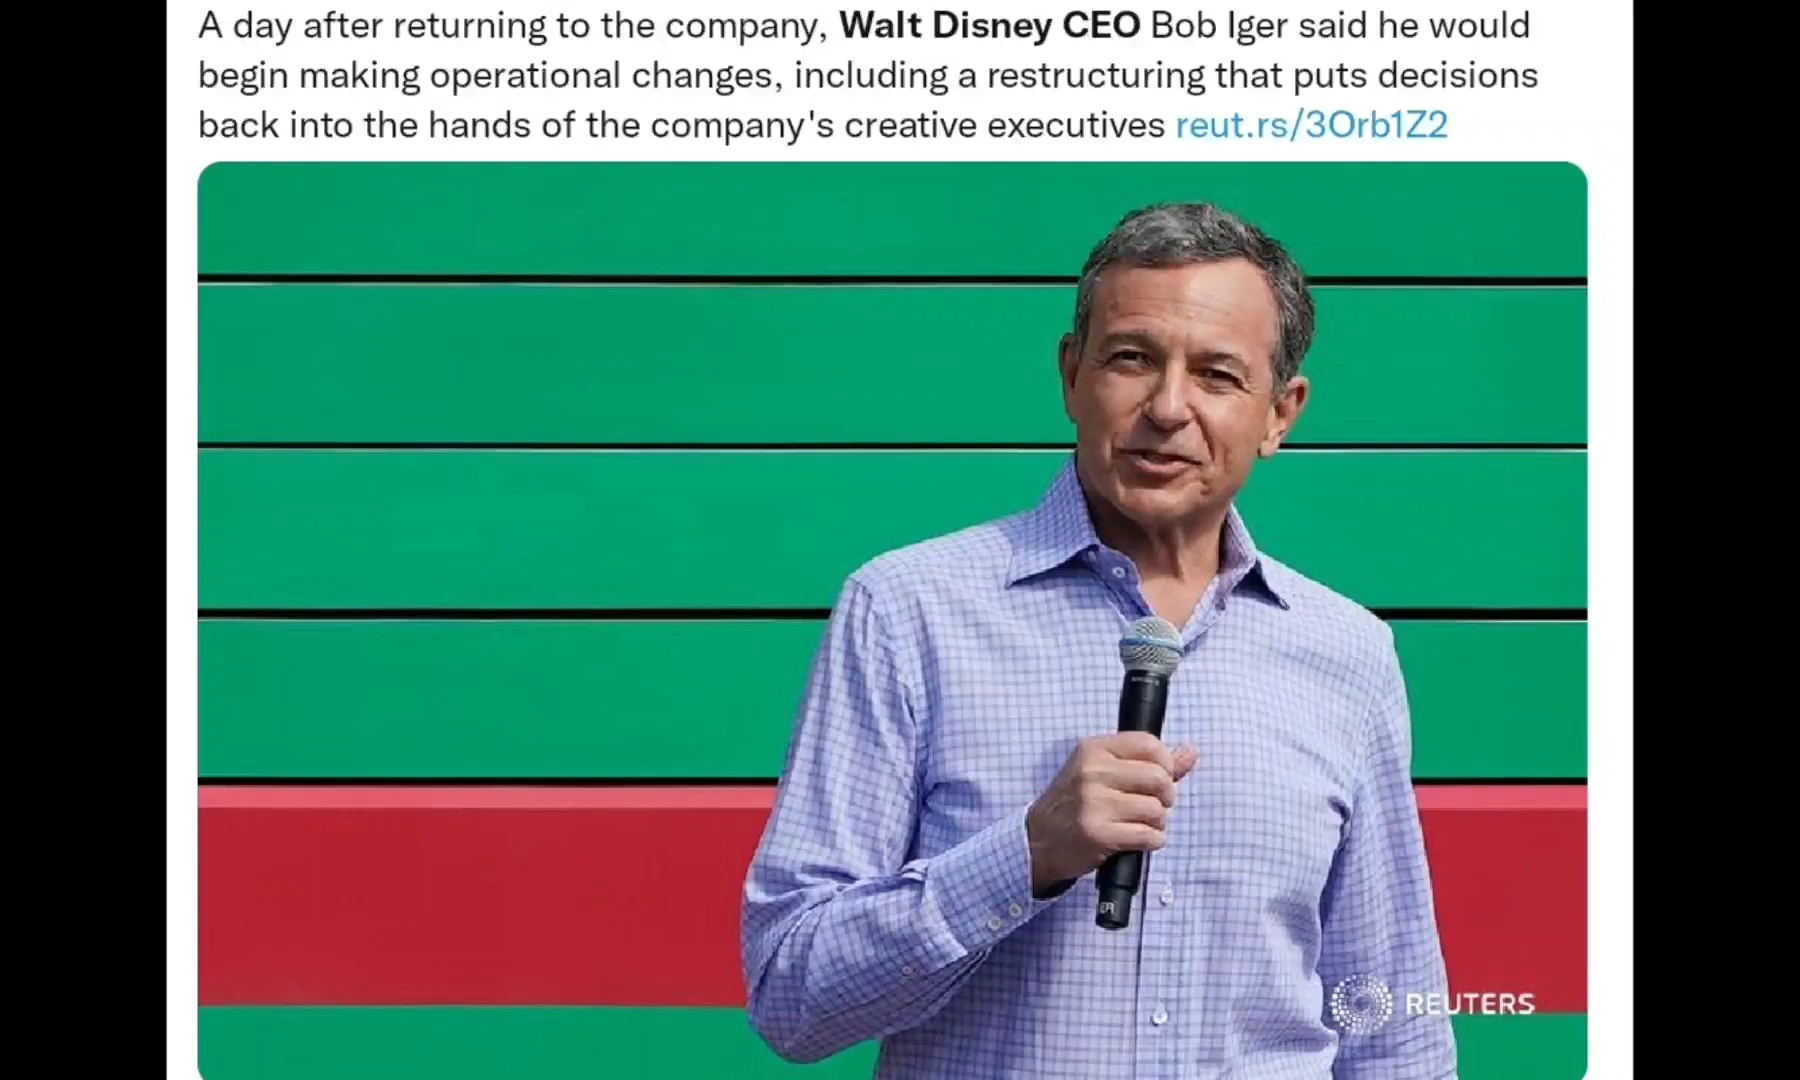 A day after returning to the company, Walt Disney CEO Bob Iger said he would
begin making operational changes, including a restructuring that puts decisions
back into the hands of the company's creative executives reut.rs/3Orb1Z2
REUTERS